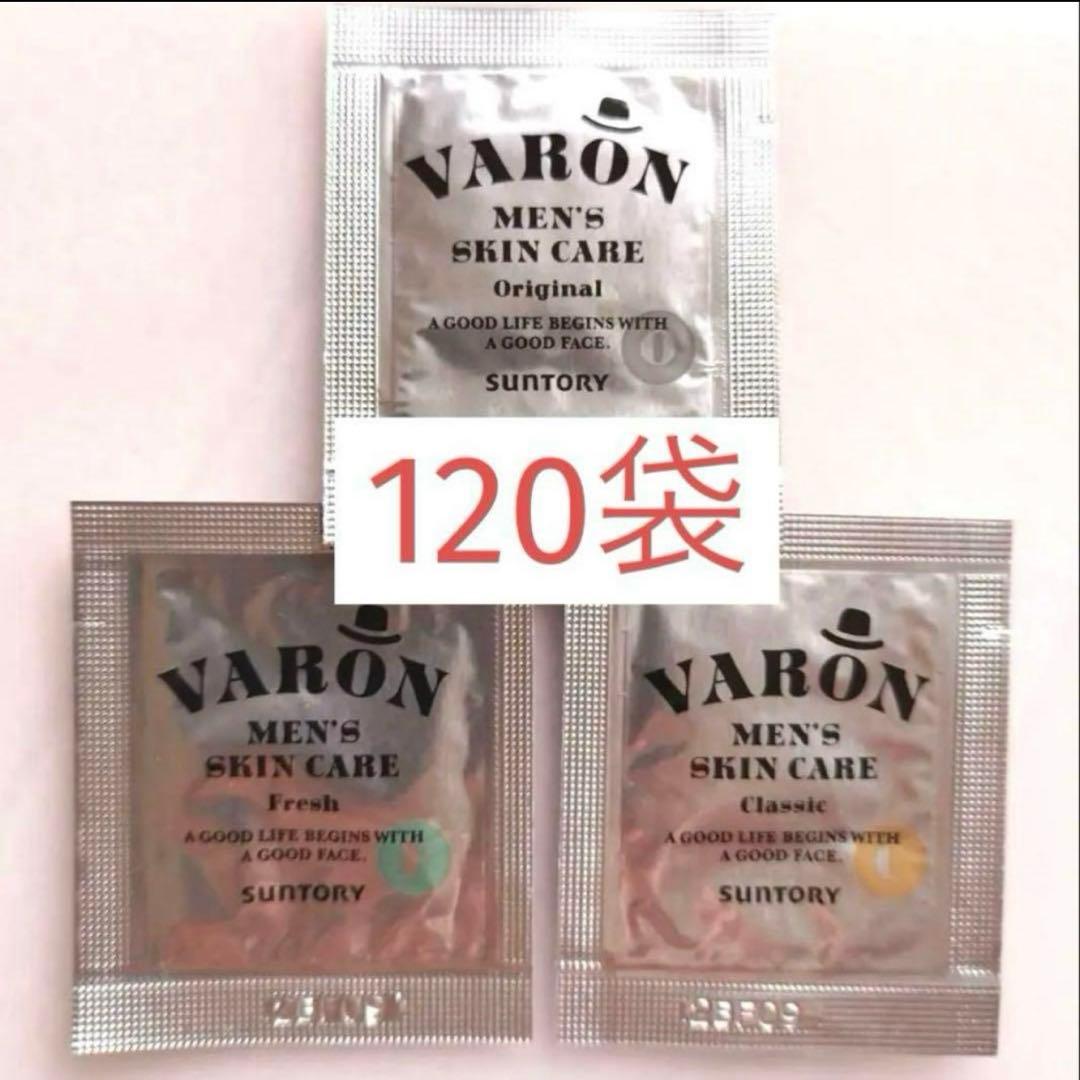 VARON
MEN'S
SKIN CARE
Original
A GOOD LIFE BEGINS WITH
A GOOD FACE.
SUNTORY
120袋
VARON
MEN'S
SKIN CARE
Fresh
A GOOD LIFE BEGINS WITH
A GOOD FACE.
SUNTORY
VARON
MEN'S
SKIN CARE
Classic
A GOOD LIFE BEGINS WITH
A GOOD FACE.
SUNTORY